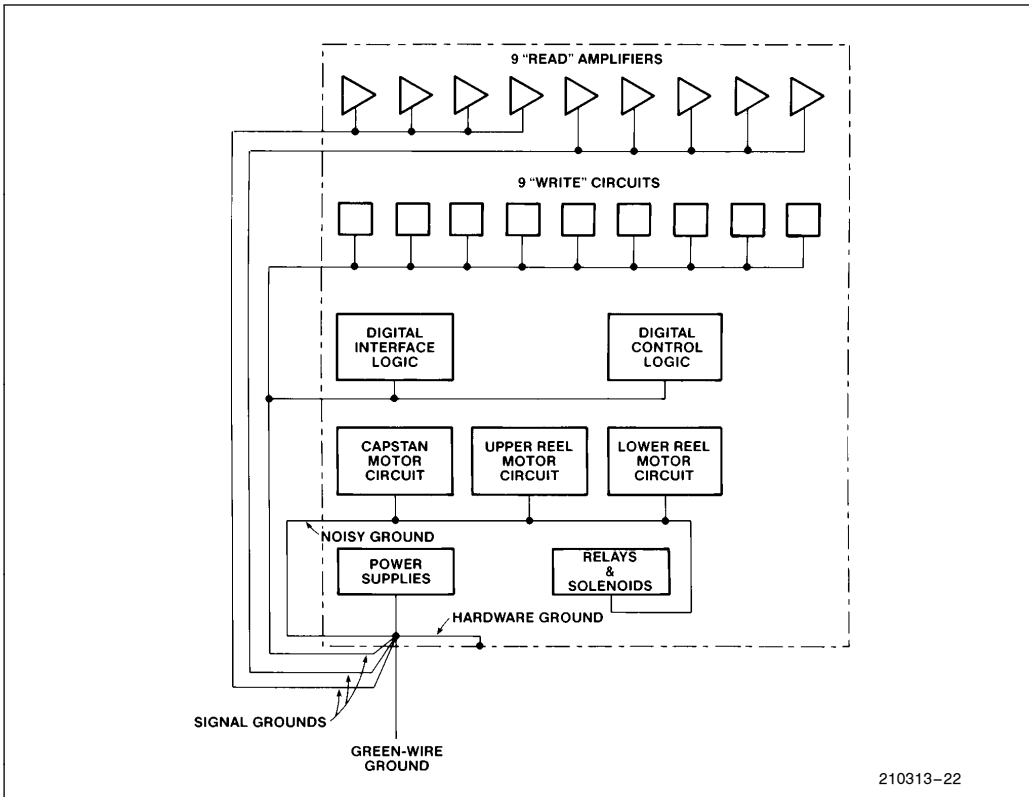 9 “READ” AMPLIFIERS
9 “WRITE” CIRCUITS
DIGITAL
INTERFACE
LOGIC
DIGITAL
CONTROL
LOGIC
CAPSTAN
MOTOR
CIRCUIT
UPPER REEL
MOTOR
CIRCUIT
LOWER REEL
MOTOR
CIRCUIT
NOISY GROUND
POWER
SUPPLIES
RELAYS
&
SOLENOIDS
HARDWARE GROUND
SIGNAL GROUNDS
GREEN-WIRE
GROUND
210313–22